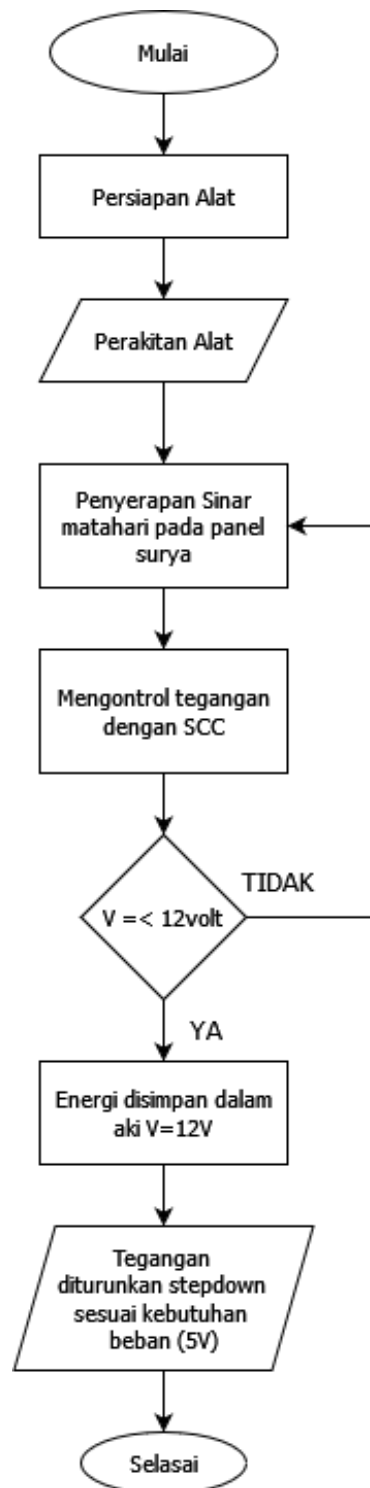 Mulai
Persiapan Alat
Perakitan Alat
Penyerapan Sinar
matahari pada panel
surya
Mengontrol tegangan
dengan SCC
V =< 12volt
TIDAK
YA
Energi disimpan dalam
aki V=12V
Tegangan
diturunkan stepdown
sesuai kebutuhan
beban (5V)
Selasai